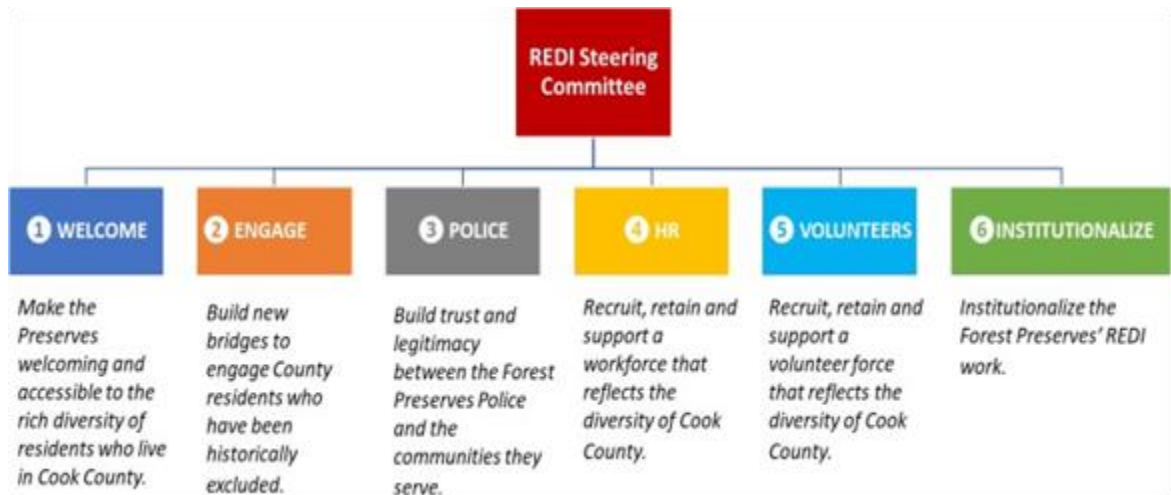 REDI Steering
Committee
1 WELCOME
2 ENGAGE
3 POLICE
4 HR
5 VOLUNTEERS
6 INSTITUTIONALIZE
Make the
Preserves
welcoming and
accessible to the
rich diversity of
residents who live
in Cook County.
Build new
bridges to
engage County
residents who
have been
historically
excluded.
Build trust and
legitimacy
between the Forest
Preserves Police
and the
communities they
serve.
Recruit, retain and
support a
workforce that
reflects the
diversity of Cook
County.
Recruit, retain and
support a
volunteer force
that reflects the
diversity of Cook
County.
Institutionalize the
Forest Preserves' REDI
work.